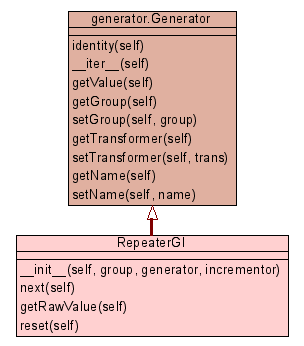 generator.Generator
identity(self)
__iter__(self)
getValue(self)
getGroup(self)
setGroup(self, group)
getTransformer(self)
setTransformer(self, trans)
getName(self)
setName(self, name)
RepeaterGI
__init__(self, group, generator, incrementor)
next(self)
getRawValue(self)
reset(self)